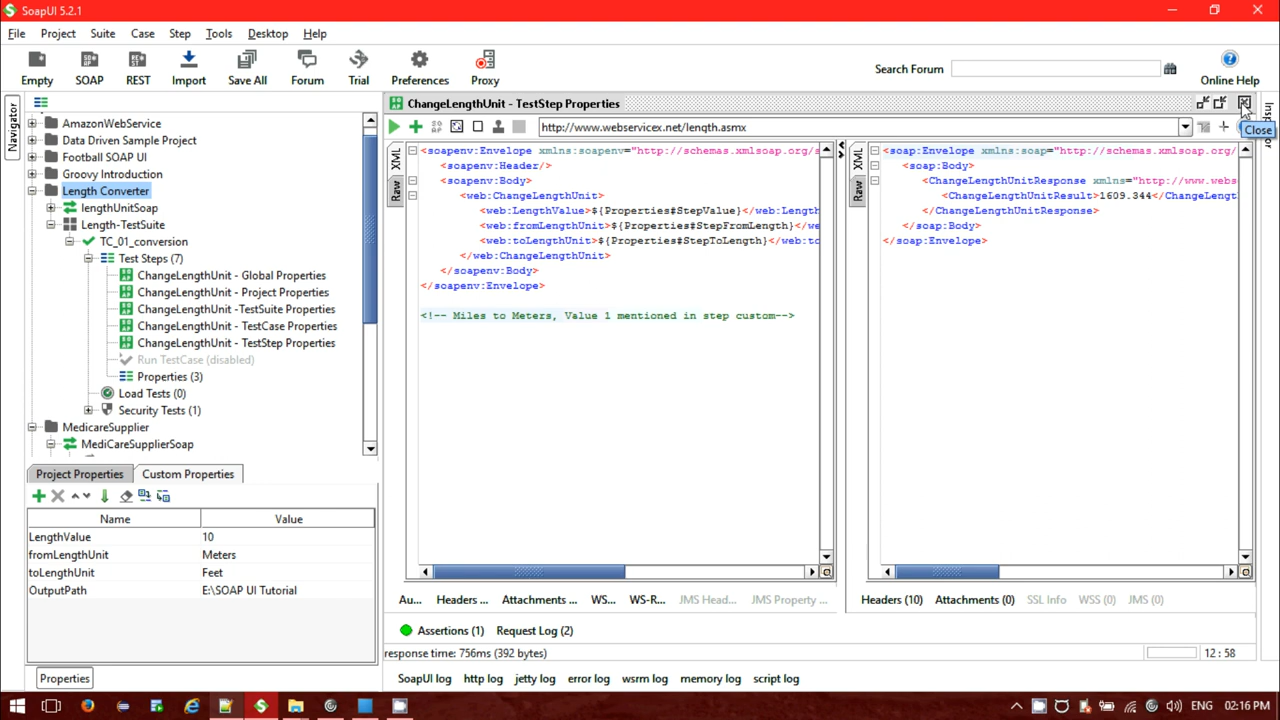 SoapUI 5.2.1
File Project Suite Case Step Tools Desktop Help
Empty SOAP REST Import Save All Forum Trial Preferences Proxy Search Forum Online Help
Navigator
ChangeLengthUnit - TestStep Properties
http://www.webservicex.net/length.asmx
Close
AmazonWebService
Data Driven Sample Project
Football SOAP UI
Groovy Introduction
Length Converter
lengthUnitSoap
Length-TestSuite
TC_01_conversion
Test Steps (7)
ChangeLengthUnit - Global Properties
ChangeLengthUnit - Project Properties
ChangeLengthUnit -TestSuite Properties
ChangeLengthUnit - TestCase Properties
ChangeLengthUnit - TestStep Properties
Run TestCase (disabled)
Properties (3)
Load Tests (0)
Security Tests (1)
MedicareSupplier
MediCareSupplierSoap
Project Properties Custom Properties
Name Value
LengthValue 10
fromLengthUnit Meters
toLengthUnit Feet
OutputPath E:\SOAP UI Tutorial
Properties
XML
Raw
<soapenv:Envelope xmlns:soapenv="http://schemas.xmlsoap.org/s
<soapenv:Header/>
<soapenv:Body>
<web:ChangeLengthUnit>
<web:LengthValue>${Properties#StepValue}</web:Length
<web:fromLengthUnit>${Properties#StepFromLength}</we
<web:toLengthUnit>${Properties#StepToLength}</web:to
</web:ChangeLengthUnit>
</soapenv:Body>
</soapenv:Envelope>
<!-- Miles to Meters, Value 1 mentioned in step custom-->
XML
Raw
<soap:Envelope xmlns:soap="http://schemas.xmlsoap.org/
<soap:Body>
<ChangeLengthUnitResponse xmlns="http://www.webs
<ChangeLengthUnitResult>1609.344</ChangeLengt
</ChangeLengthUnitResponse>
</soap:Body>
</soap:Envelope>
Au... Headers ... Attachments ... WS... WS-R... JMS Head... JMS Property ...
Headers (10) Attachments (0) SSL Info WSS (0) JMS (0)
Assertions (1) Request Log (2)
response time: 756ms (392 bytes) 12 : 58
SoapUI log http log jetty log error log wsrm log memory log script log
ENG 02:16 PM